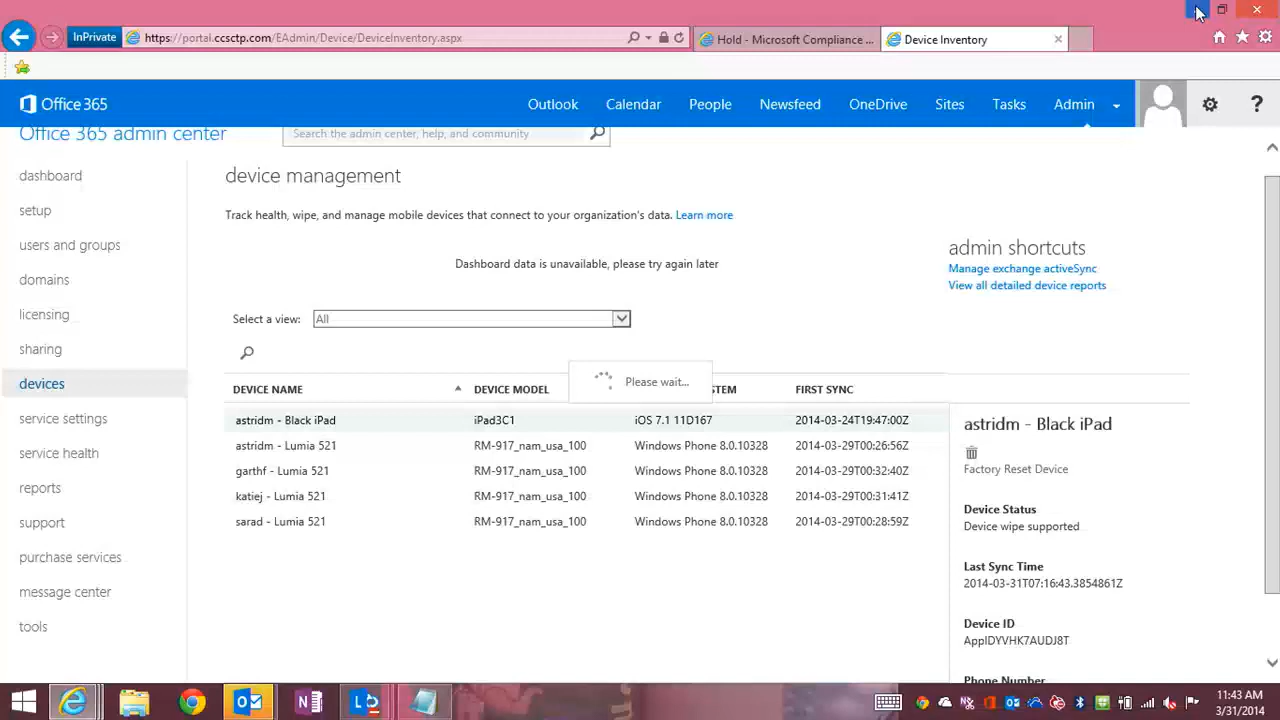 InPrivate
https://portal.ccsctp.com/EAdmin/Device/DeviceInventory.aspx
Hold - Microsoft Compliance ...
Device Inventory
Office 365
Outlook
Calendar
People
Newsfeed
OneDrive
Sites
Tasks
Admin
?
Office 365 admin center
Search the admin center, help, and community
dashboard
setup
users and groups
domains
licensing
sharing
devices
service settings
service health
reports
support
purchase services
message center
tools
device management
Track health, wipe, and manage mobile devices that connect to your organization's data. Learn more
Dashboard data is unavailable, please try again later
Select a view: All
Please wait...
DEVICE NAME DEVICE MODEL STEM FIRST SYNC
astridm - Black iPad iPad3C1 iOS 7.1 11D167 2014-03-24T19:47:00Z
astridm - Lumia 521 RM-917_nam_usa_100 Windows Phone 8.0.10328 2014-03-29T00:26:56Z
garthf - Lumia 521 RM-917_nam_usa_100 Windows Phone 8.0.10328 2014-03-29T00:32:40Z
katiej - Lumia 521 RM-917_nam_usa_100 Windows Phone 8.0.10328 2014-03-29T00:31:41Z
sarad - Lumia 521 RM-917_nam_usa_100 Windows Phone 8.0.10328 2014-03-29T00:28:59Z
admin shortcuts
Manage exchange activeSync
View all detailed device reports
astridm - Black iPad
Factory Reset Device
Device Status
Device wipe supported
Last Sync Time
2014-03-31T07:16:43.3854861Z
Device ID
ApplDYVHK7AUDJ8T
Phone Number
11:43 AM
3/31/2014